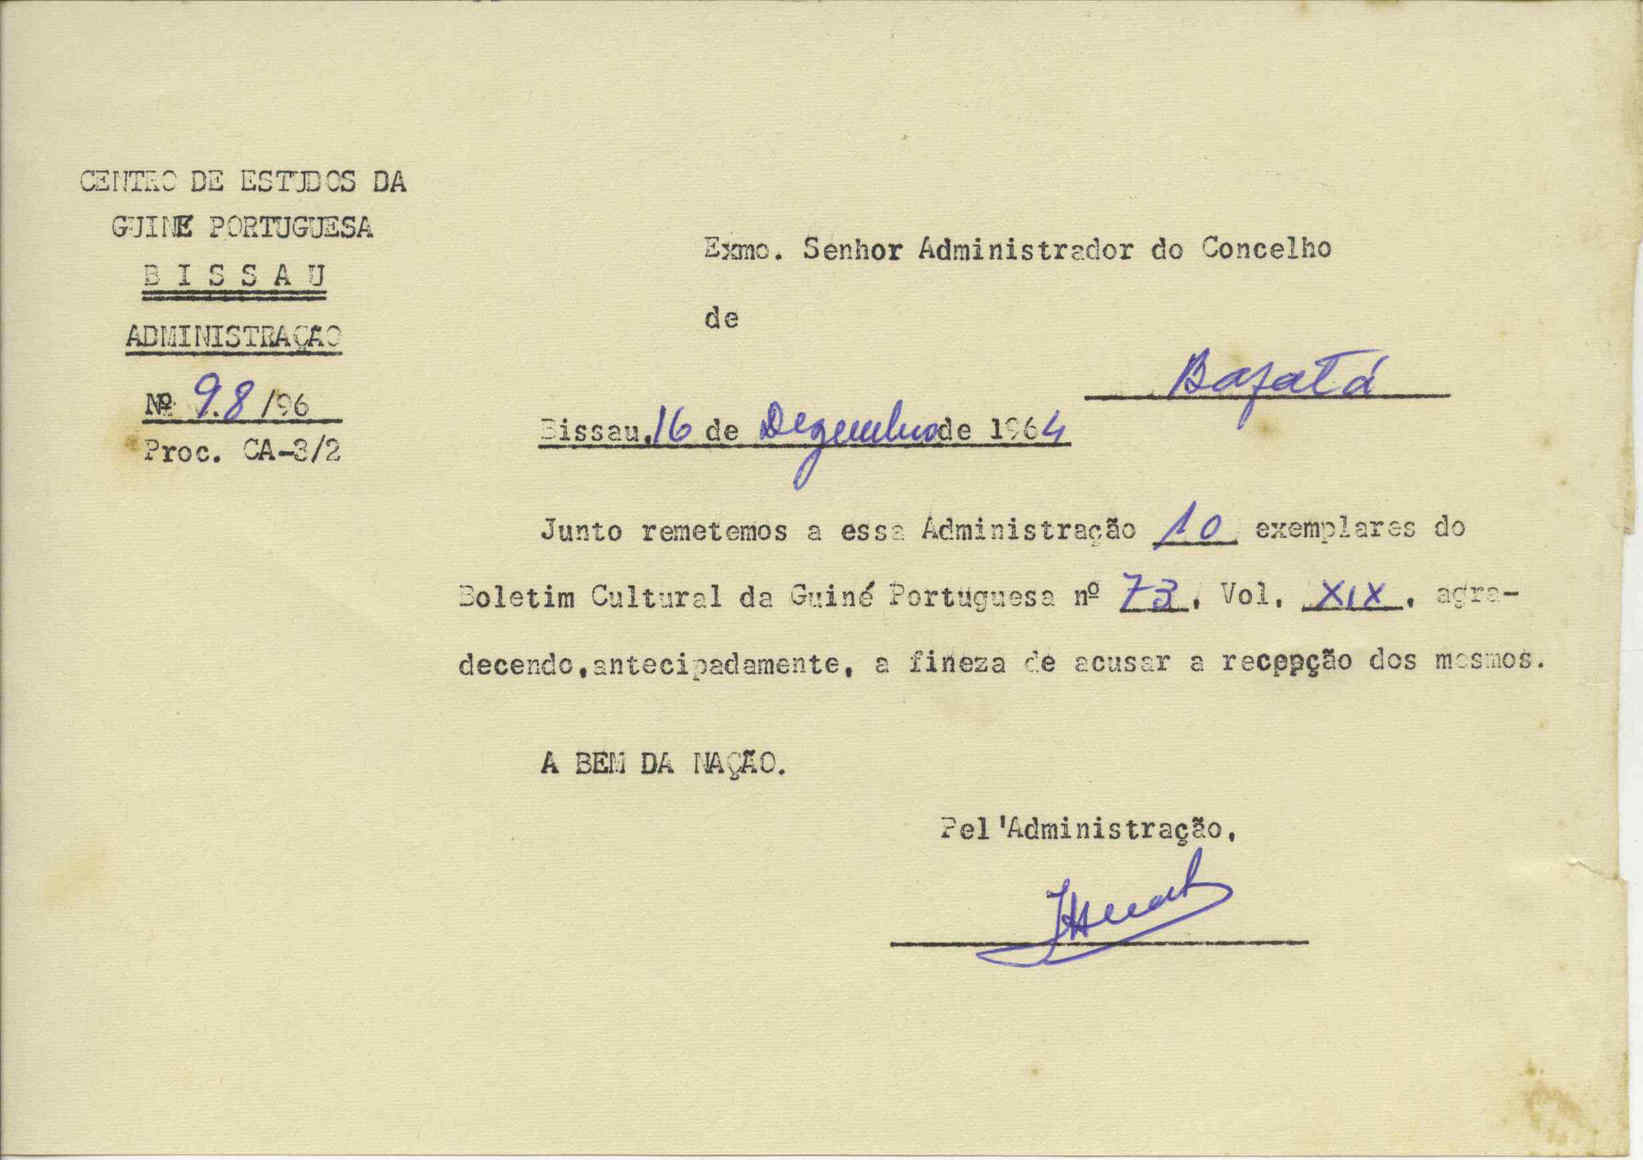 CENTRO DE ESTUDOS DA
GUINÉ PORTUGUESA
B I S S A U
ADMINISTRAÇÃO
Nº 98/96
Proc. CA-3/2
Exmo. Senhor Administrador do Concelho
de
Bafatá
Bissau, 16 de Dezembro de 1964
Junto remetemos a essa Administração 10 exemplares do
Boletim Cultural da Guiné Portuguesa nº 73, Vol. XIX, agra-
decendo, antecipadamente, a fineza de acusar a recepção dos mesmos.
A BEM DA NAÇÃO.
Pel'Administração,